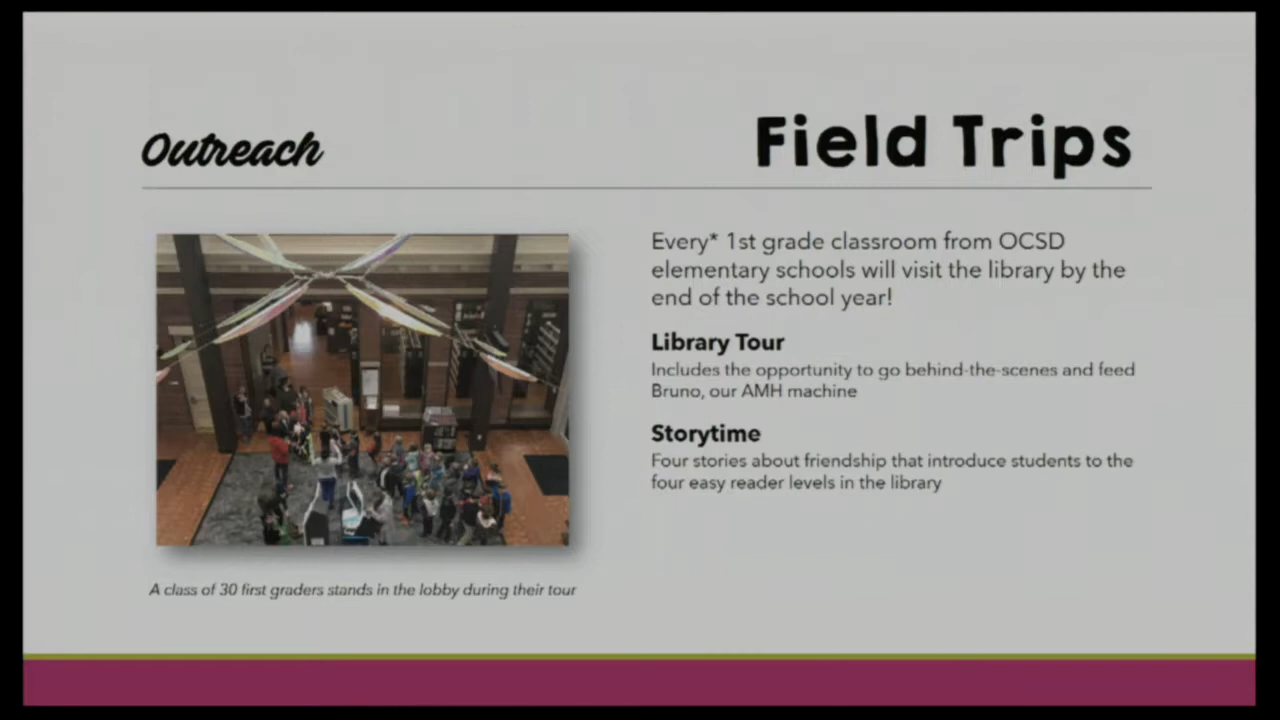 Outreach
Field Trips
Every* 1st grade classroom from OCSD
elementary schools will visit the library by the
end of the school year!
Library Tour
Includes the opportunity to go behind-the-scenes and feed
Bruno, our AMH machine
Storytime
Four stories about friendship that introduce students to the
four easy reader levels in the library
A class of 30 first graders stands in the lobby during their tour